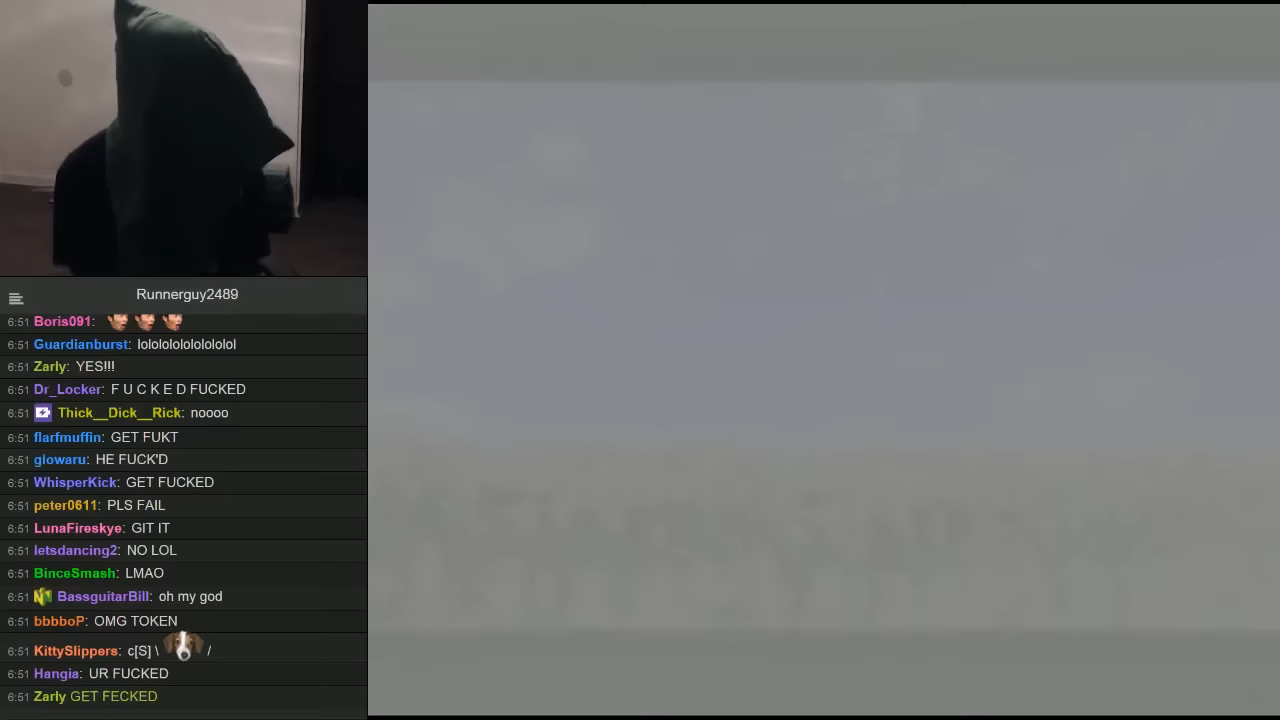 Runnerguy2489
6:51 Boris091:
6:51 Guardianburst: lolololololololol
6:51 Zarly: YES!!!
6:51 Dr_Locker: F U C K E D FUCKED
6:51 Thick__Dick__Rick: noooo
6:51 flarfmuffin: GET FUKT
6:51 glowaru: HE FUCK'D
6:51 WhisperKick: GET FUCKED
6:51 peter0611: PLS FAIL
6:51 LunaFireskye: GIT IT
6:51 letsdancing2: NO LOL
6:51 BinceSmash: LMAO
6:51 BassguitarBill: oh my god
6:51 bbbboP: OMG TOKEN
6:51 KittySlippers: c[S] \ /
6:51 Hangia: UR FUCKED
6:51 Zarly GET FECKED